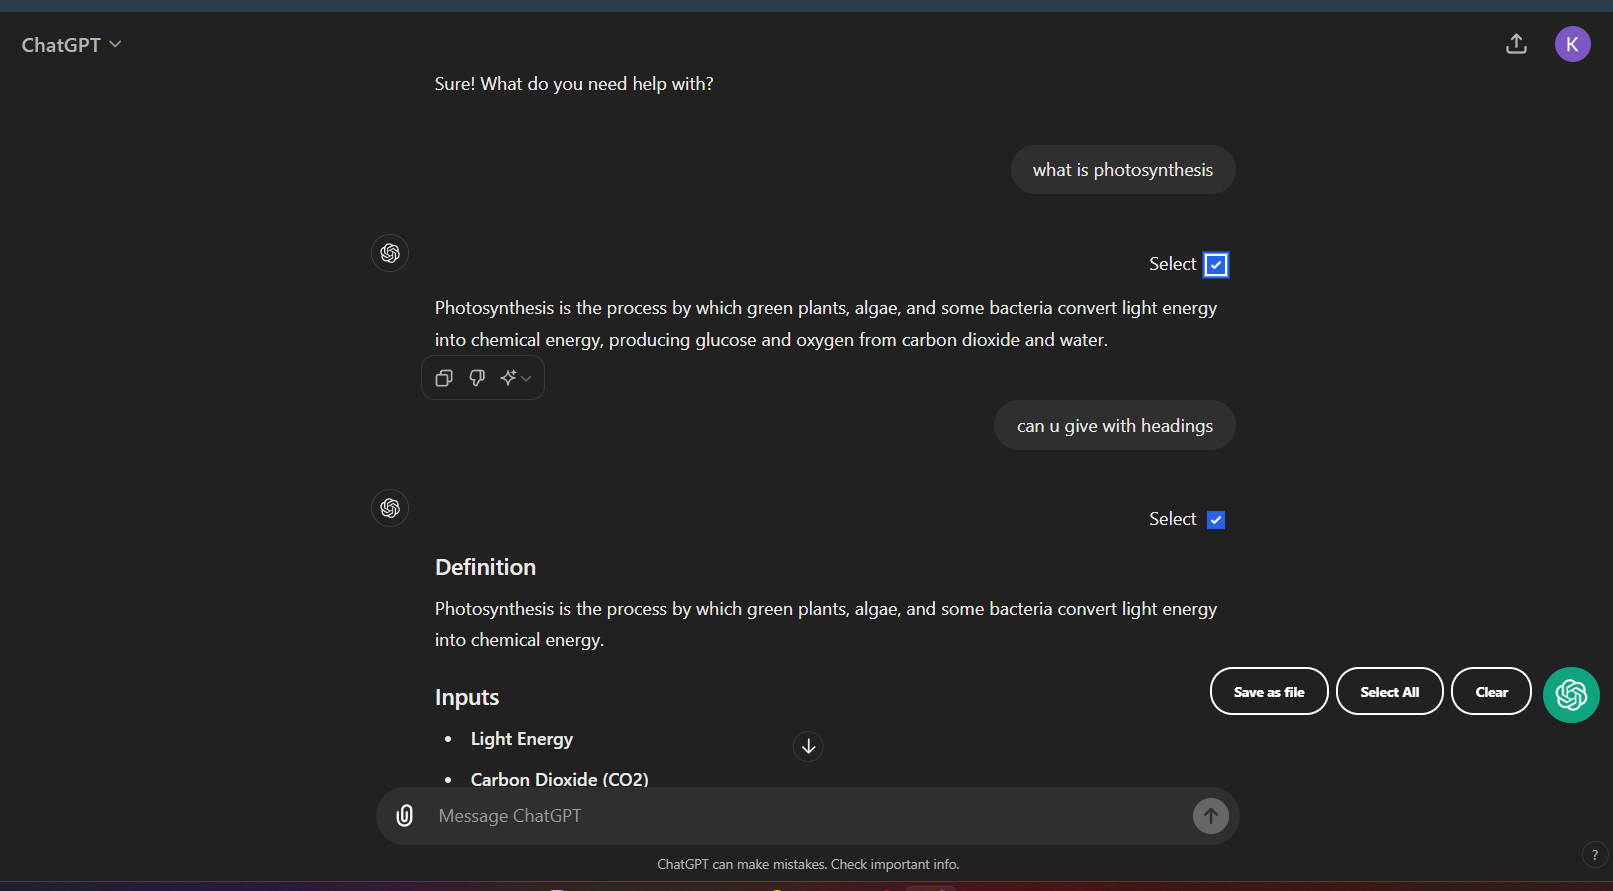 ChatGPT
K
Sure! What do you need help with?
what is photosynthesis
Select
Photosynthesis is the process by which green plants, algae, and some bacteria convert light energy
into chemical energy, producing glucose and oxygen from carbon dioxide and water.
can u give with headings
Select
Definition
Photosynthesis is the process by which green plants, algae, and some bacteria convert light energy
into chemical energy.
Inputs
• Light Energy
• Carbon Dioxide (CO2)
Save as file
Select All
Clear
Message ChatGPT
ChatGPT can make mistakes. Check important info.
?